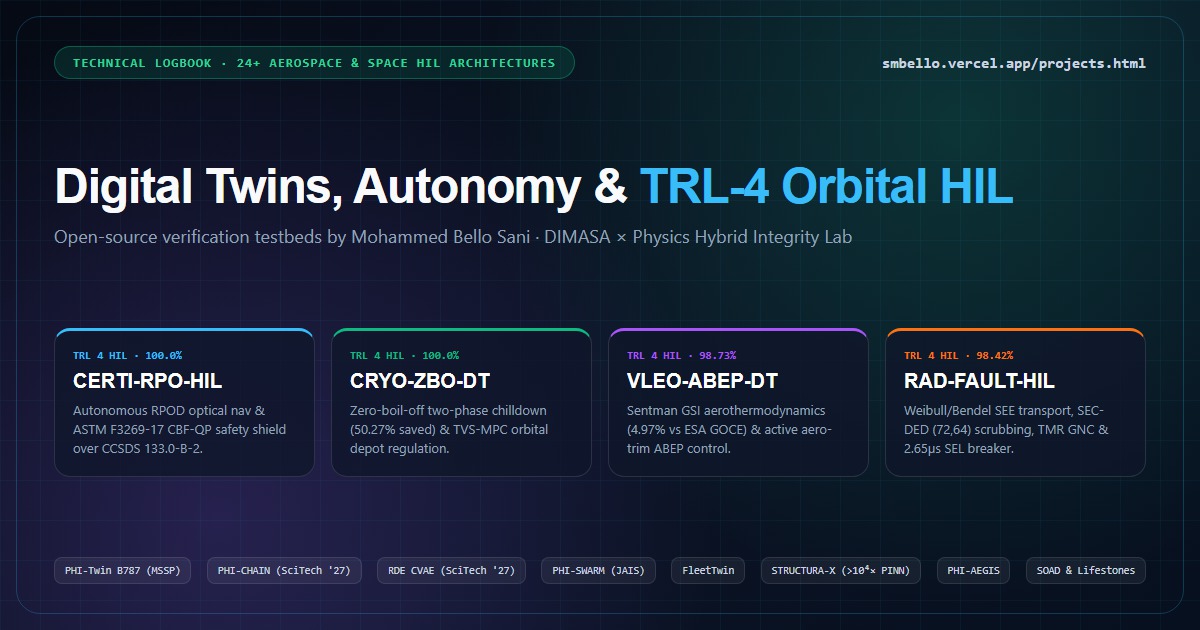 TECHNICAL LOGBOOK · 24+ AEROSPACE & SPACE HIL ARCHITECTURES
smbello.vercel.app/projects.html
Digital Twins, Autonomy & TRL-4 Orbital HIL
Open-source verification testbeds by Mohammed Bello Sani · DIMASA × Physics Hybrid Integrity Lab
TRL 4 HIL · 100.0%
CERTI-RPO-HIL
Autonomous RPOD optical nav &
ASTM F3269-17 CBF-QP safety shield
over CCSDS 133.0-B-2.
TRL 4 HIL · 100.0%
CRYO-ZBO-DT
Zero-boil-off two-phase chilldown
(50.27% saved) & TVS-MPC orbital
depot regulation.
TRL 4 HIL · 98.73%
VLEO-ABEP-DT
Sentman GSI aerothermodynamics
(4.97% vs ESA GOCE) & active aero-
trim ABEP control.
TRL 4 HIL · 98.42%
RAD-FAULT-HIL
Weibull/Bendel SEE transport, SEC-
DED (72,64) scrubbing, TMR GNC &
2.65µs SEL breaker.
PHI-Twin B787 (MSSP)
PHI-CHAIN (SciTech '27)
RDE CVAE (SciTech '27)
PHI-SWARM (JAIS)
FleetTwin
STRUCTURA-X (>10⁴× PINN)
PHI-AEGIS
SOAD & Lifestones